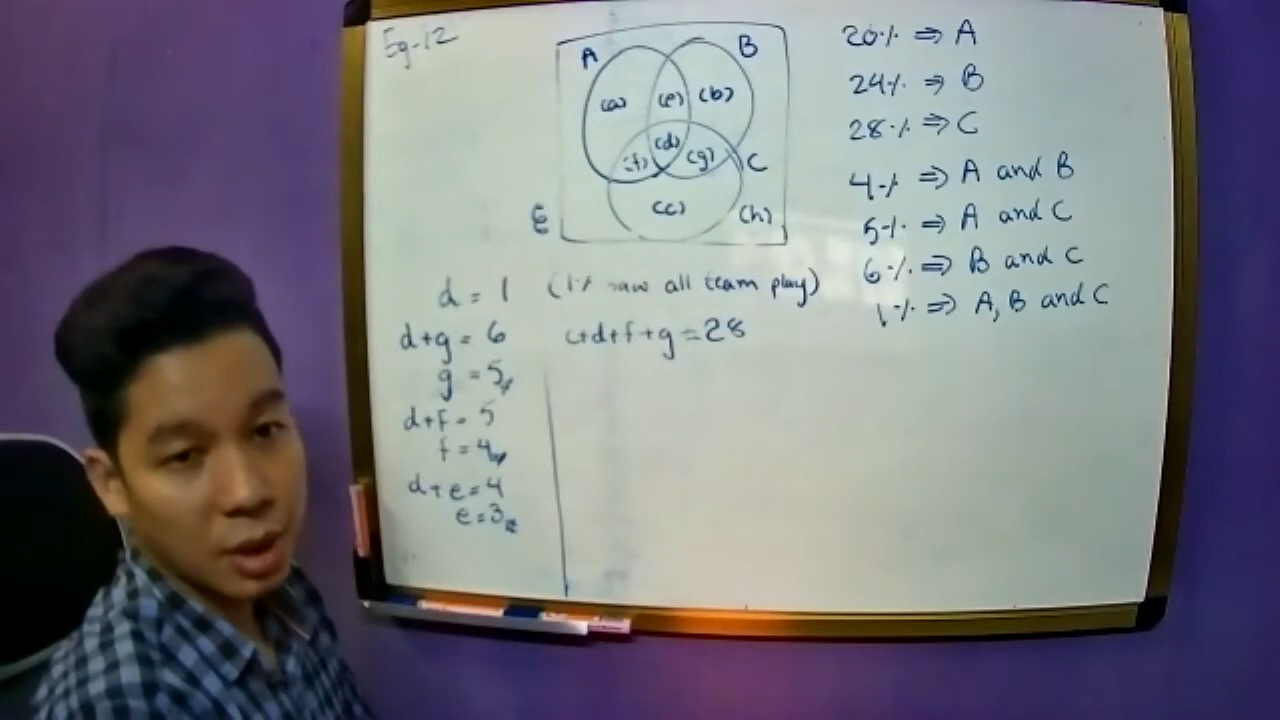 Eg-12
A
B
(a) (e) (b)
(d)
(f) (g) C
(c)
ξ (h)
20% ⇒ A
24% ⇒ B
28% ⇒ C
4% ⇒ A and B
5% ⇒ A and C
6% ⇒ B and C
1% ⇒ A, B and C
d = 1 (1% saw all team play)
d+g = 6
g = 5
d+f = 5
f = 4
d+e = 4
e = 3
c+d+f+g = 28